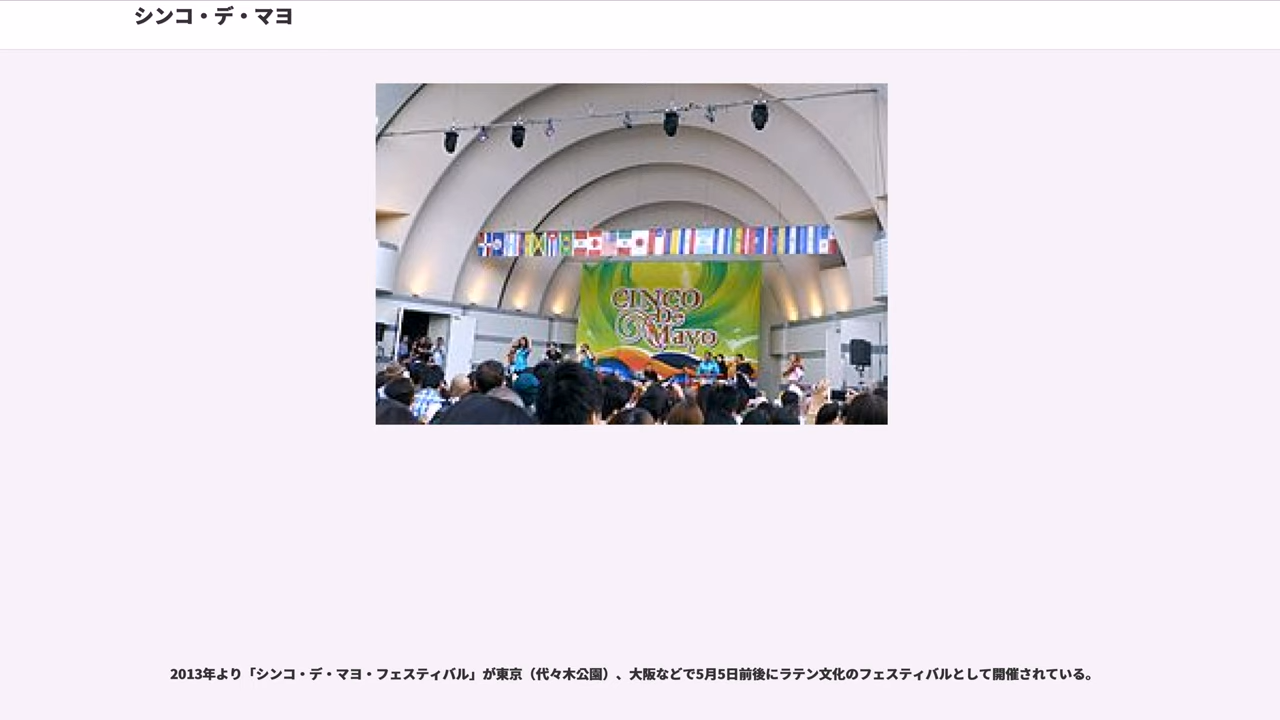 シンコ・デ・マヨ
CINCO
De
Mayo
2013年より「シンコ・デ・マヨ・フェスティバル」が東京（代々木公園）、大阪などで5月5日前後にラテン文化のフェスティバルとして開催されている。